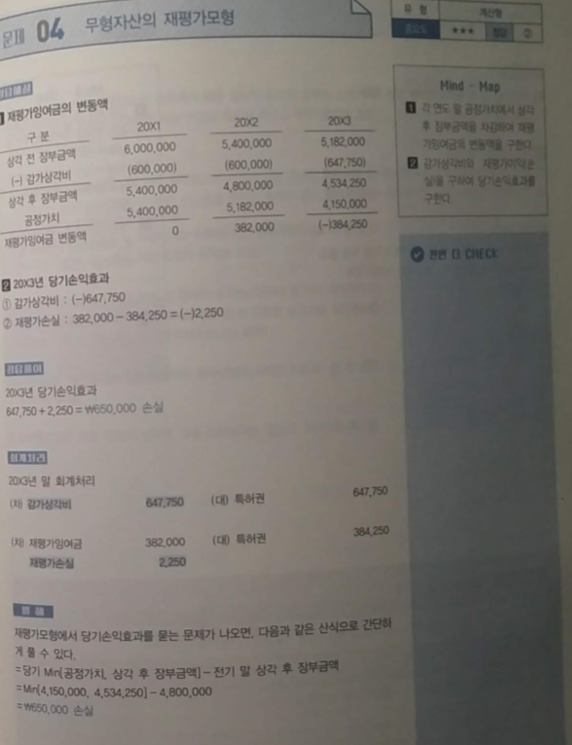 문제 04 무형자산의 재평가모형
유 형 계산형
중요도 ★★★ 정답 ②
정답해설
1 재평가잉여금의 변동액
구 분 20X1 20X2 20X3
상각 전 장부금액 6,000,000 5,400,000 5,182,000
(-) 감가상각비 (600,000) (600,000) (647,750)
상각 후 장부금액 5,400,000 4,800,000 4,534,250
공정가치 5,400,000 5,182,000 4,150,000
재평가잉여금 변동액 0 382,000 (-)384,250
2 20X3년 당기손익효과
① 감가상각비 : (-)647,750
② 재평가손실 : 382,000 - 384,250 = (-)2,250
정답풀이
20X3년 당기손익효과
647,750 + 2,250 = ₩650,000 손실
회계처리
20X3년 말 회계처리
(차) 감가상각비 647,750 (대) 특허권 647,750
(차) 재평가잉여금 382,000 (대) 특허권 384,250
재평가손실 2,250
별 해
재평가모형에서 당기손익효과를 묻는 문제가 나오면, 다음과 같은 산식으로 간단하
게 풀 수 있다.
=당기 Min[공정가치, 상각 후 장부금액] - 전기 말 상각 후 장부금액
=Min[4,150,000, 4,534,250] - 4,800,000
=₩650,000 손실
Mind - Map
1 각 연도 말 공정가치에서 상각
후 장부금액을 차감하여 재평
가잉여금의 변동액을 구한다.
2 감가상각비와 재평가이익(손
실)을 구하여 당기손익효과를
구한다.
한번 더 CHECK